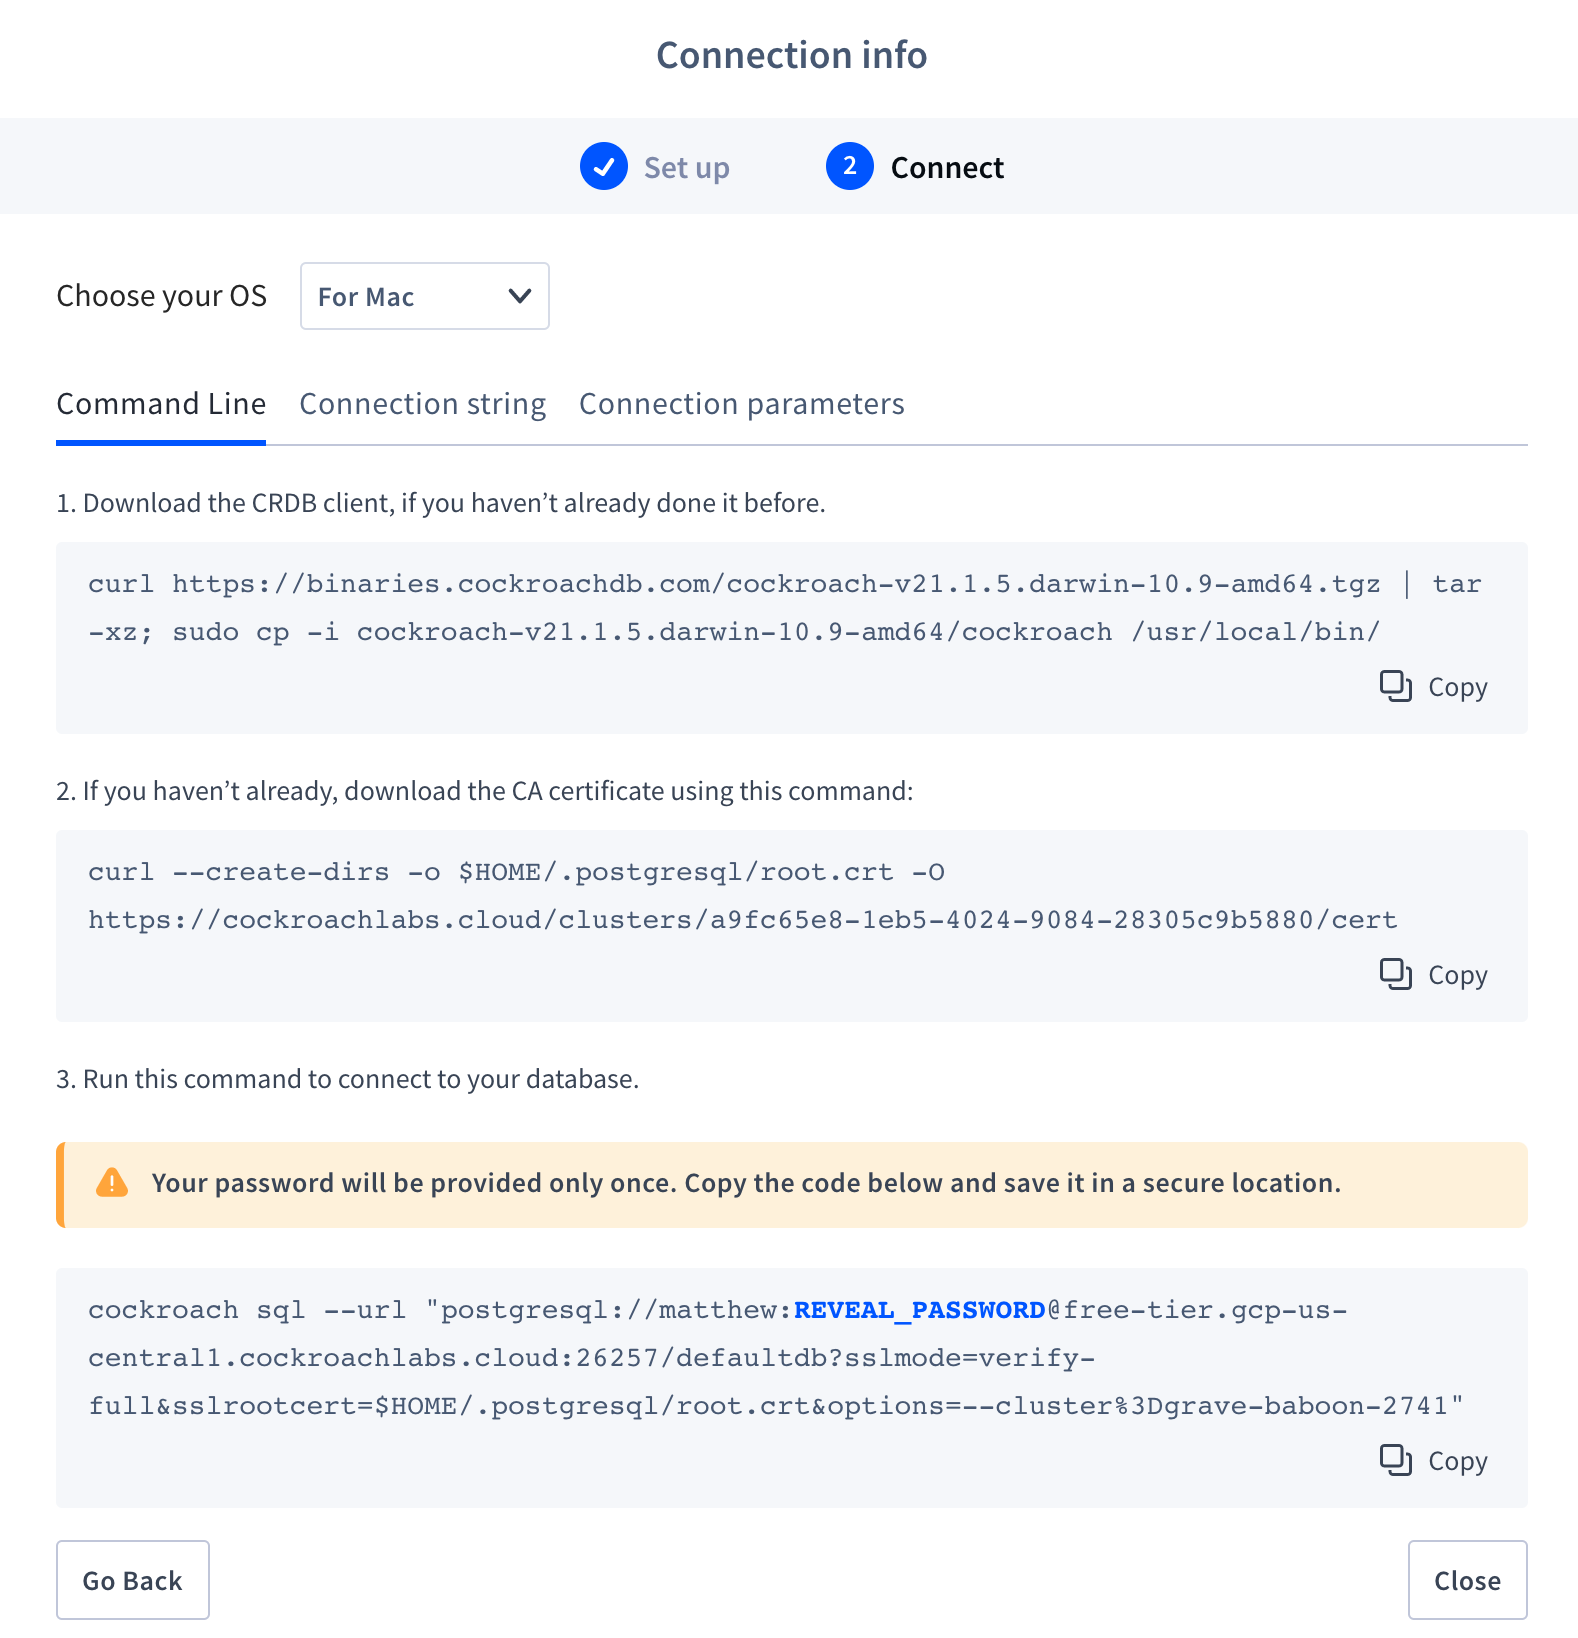 Connection info
Set up
2 Connect
Choose your OS For Mac
Command Line Connection string Connection parameters
1. Download the CRDB client, if you haven’t already done it before.
curl https://binaries.cockroachdb.com/cockroach-v21.1.5.darwin-10.9-amd64.tgz | tar
-xz; sudo cp -i cockroach-v21.1.5.darwin-10.9-amd64/cockroach /usr/local/bin/
Copy
2. If you haven’t already, download the CA certificate using this command:
curl --create-dirs -o $HOME/.postgresql/root.crt -O
https://cockroachlabs.cloud/clusters/a9fc65e8-1eb5-4024-9084-28305c9b5880/cert
Copy
3. Run this command to connect to your database.
Your password will be provided only once. Copy the code below and save it in a secure location.
cockroach sql --url "postgresql://matthew:REVEAL_PASSWORD@free-tier.gcp-us-
central1.cockroachlabs.cloud:26257/defaultdb?sslmode=verify-
full&sslrootcert=$HOME/.postgresql/root.crt&options=--cluster%3Dgrave-baboon-2741"
Copy
Go Back
Close